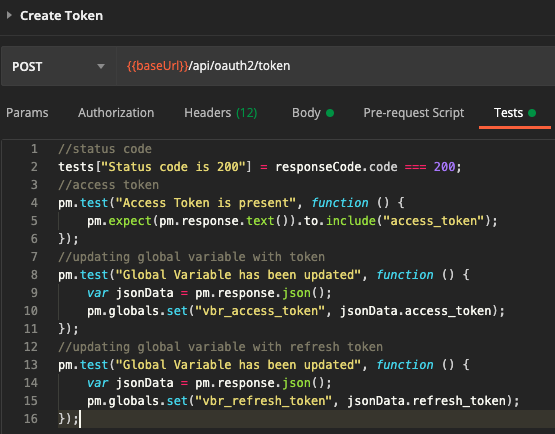 Create Token
POST {{baseUrl}}/api/oauth2/token
Params Authorization Headers (12) Body Pre-request Script Tests
1 //status code
2 tests["Status code is 200"] = responseCode.code === 200;
3 //access token
4 pm.test("Access Token is present", function () {
5     pm.expect(pm.response.text()).to.include("access_token");
6 });
7 //updating global variable with token
8 pm.test("Global Variable has been updated", function () {
9     var jsonData = pm.response.json();
10     pm.globals.set("vbr_access_token", jsonData.access_token);
11 });
12 //updating global variable with refresh token
13 pm.test("Global Variable has been updated", function () {
14     var jsonData = pm.response.json();
15     pm.globals.set("vbr_refresh_token", jsonData.refresh_token);
16 });